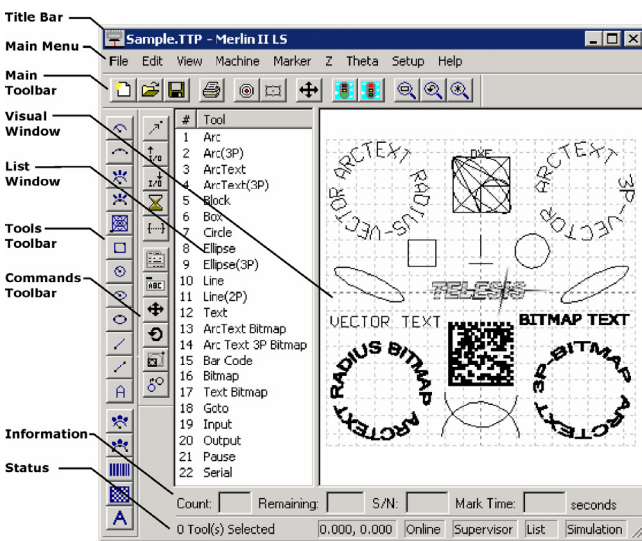 Title Bar
Main Menu
Main
Toolbar
Visual
Window
List
Window
Tools
Toolbar
Commands
Toolbar
Information
Status
Sample.TTP - Merlin II LS
File Edit View Machine Marker Z Theta Setup Help
I/O
I/O
ABC
A
A
# Tool
1 Arc
2 Arc(3P)
3 ArcText
4 ArcText(3P)
5 Block
6 Box
7 Circle
8 Ellipse
9 Ellipse(3P)
10 Line
11 Line(2P)
12 Text
13 ArcText Bitmap
14 Arc Text 3P Bitmap
15 Bar Code
16 Bitmap
17 Text Bitmap
18 Goto
19 Input
20 Output
21 Pause
22 Serial
VECTOR ARCTEXT RADIUS-
DXF
3P-VECTOR ARCTEXT
TELESIS
VECTOR TEXT
BITMAP TEXT
ARCTEXT RADIUS BITMAP
ARCTEXT 3P-BITMAP
Count: Remaining: S/N: Mark Time: seconds
0 Tool(s) Selected 0.000, 0.000 Online Supervisor List Simulation